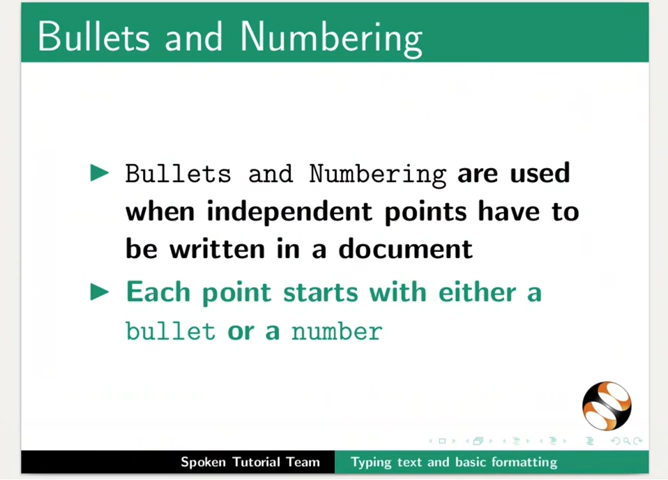 Bullets and Numbering
Bullets and Numbering are used
when independent points have to
be written in a document
Each point starts with either a
bullet or a number
Spoken Tutorial Team
Typing text and basic formatting